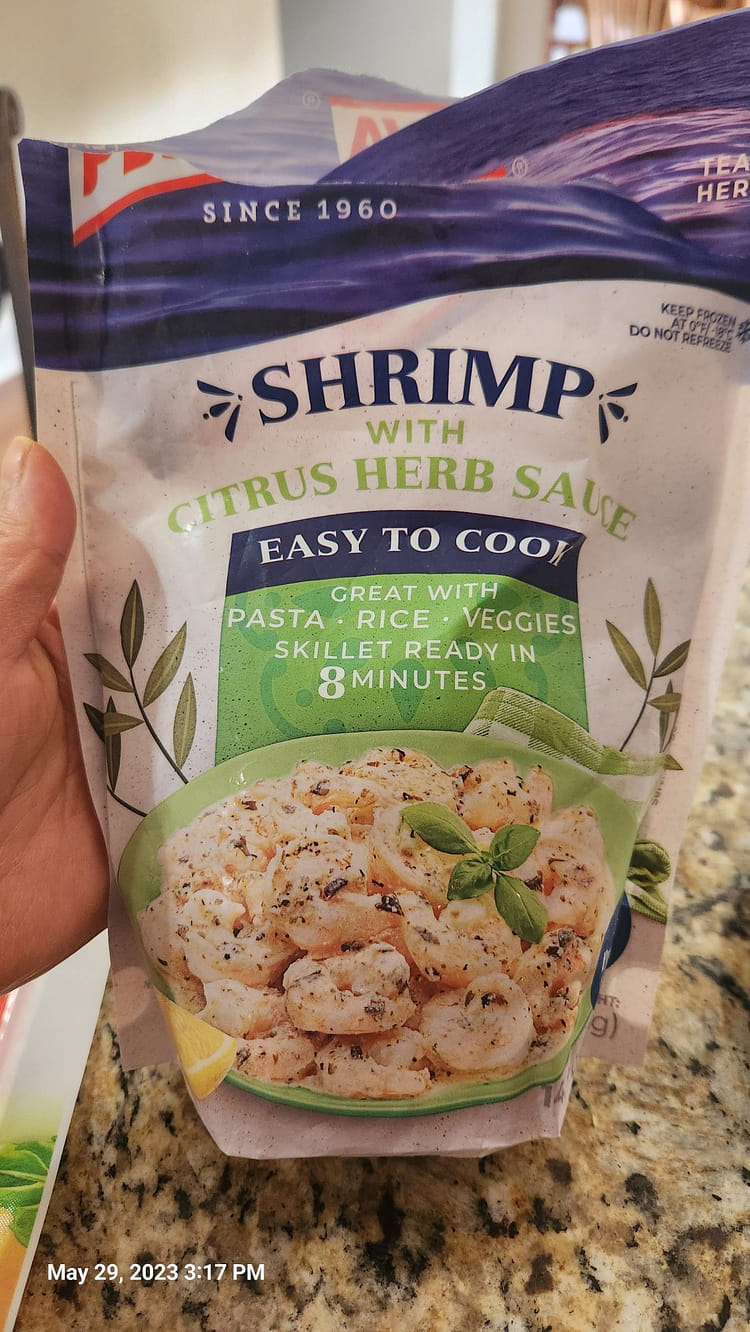 SINCE 1960
KEEP FROZEN
AT 0°F/-18°C
DO NOT REFREEZE
SHRIMP
WITH
CITRUS HERB SAUCE
EASY TO COOK
GREAT WITH
PASTA · RICE · VEGGIES
SKILLET READY IN
8 MINUTES
May 29, 2023 3:17 PM